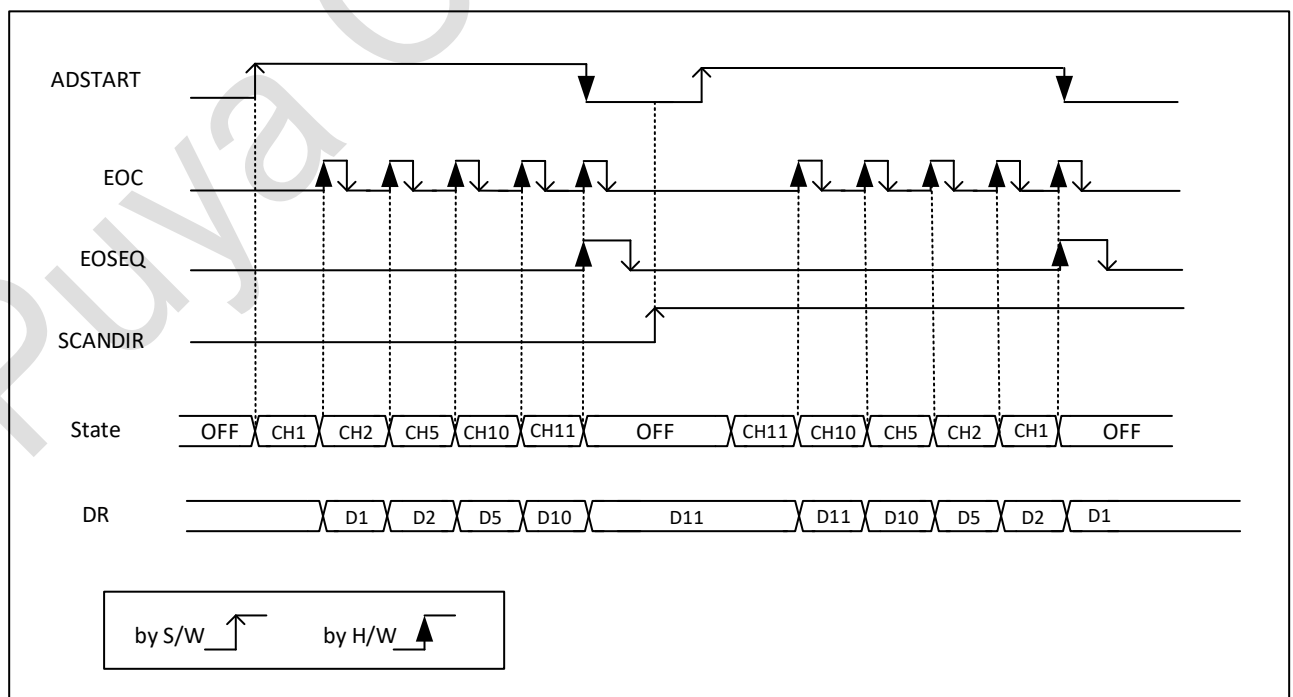 Puya C
ADSTART
EOC
EOSEQ
SCANDIR
State OFF CH1 CH2 CH5 CH10 CH11 OFF CH11 CH10 CH5 CH2 CH1 OFF
DR D1 D2 D5 D10 D11 D11 D10 D5 D2 D1
by S/W by H/W